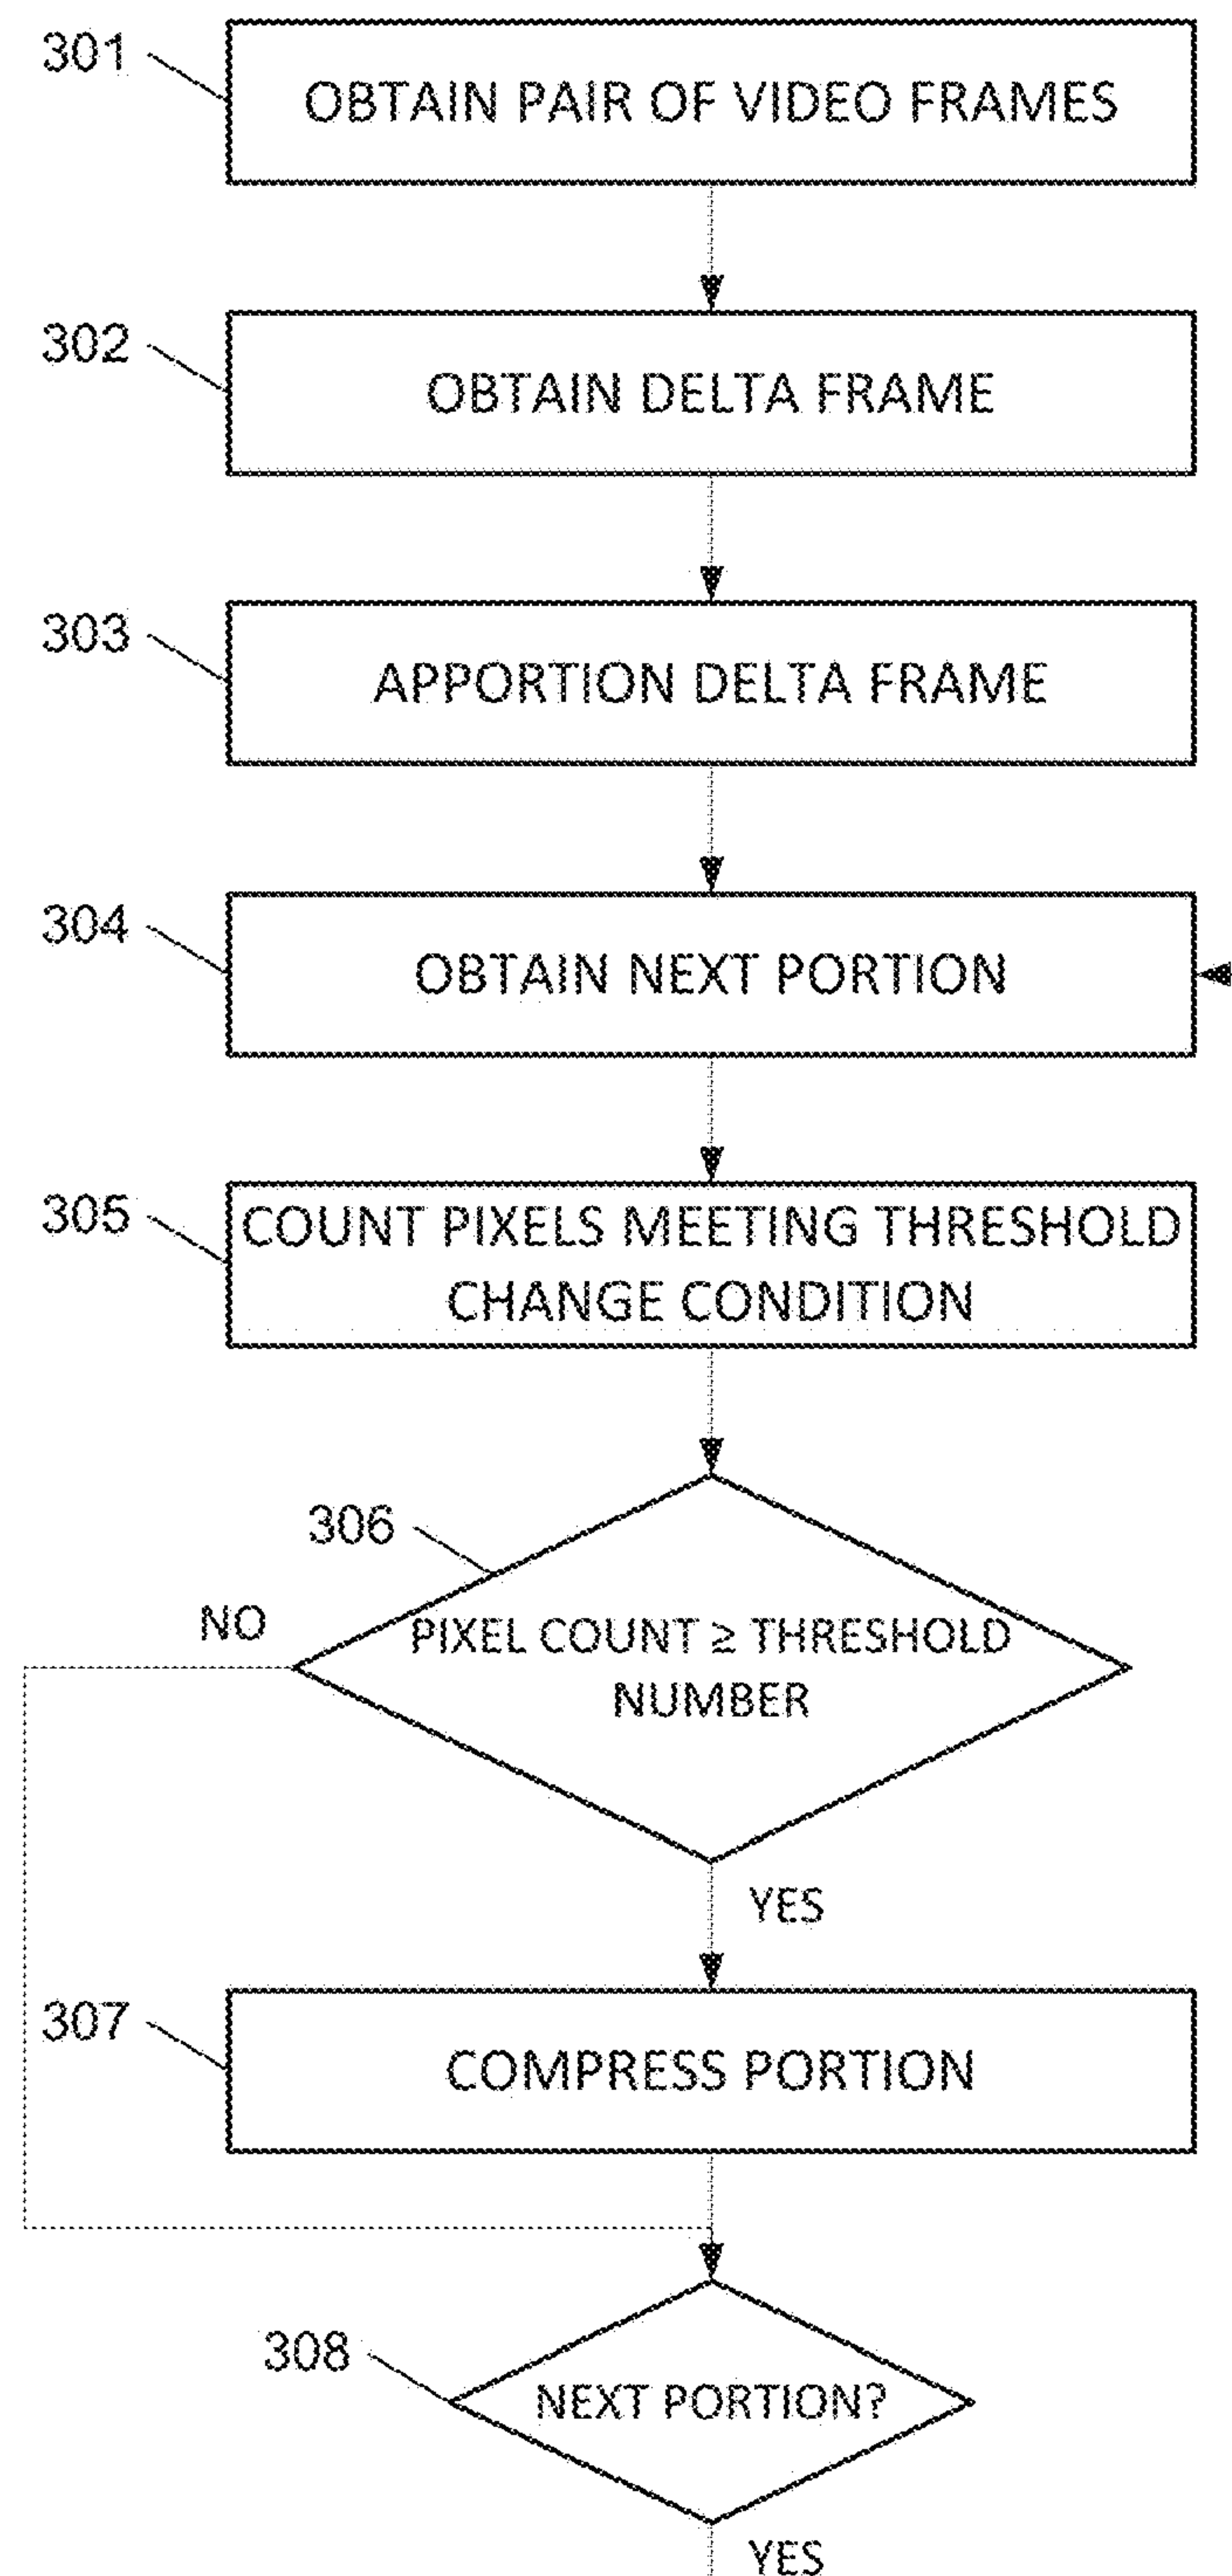 301
OBTAIN PAIR OF VIDEO FRAMES
302
OBTAIN DELTA FRAME
303
APPORTION DELTA FRAME
304
OBTAIN NEXT PORTION
305
COUNT PIXELS MEETING THRESHOLD
CHANGE CONDITION
306
NO
PIXEL COUNT ≥ THRESHOLD
NUMBER
YES
307
COMPRESS PORTION
308
NEXT PORTION?
YES